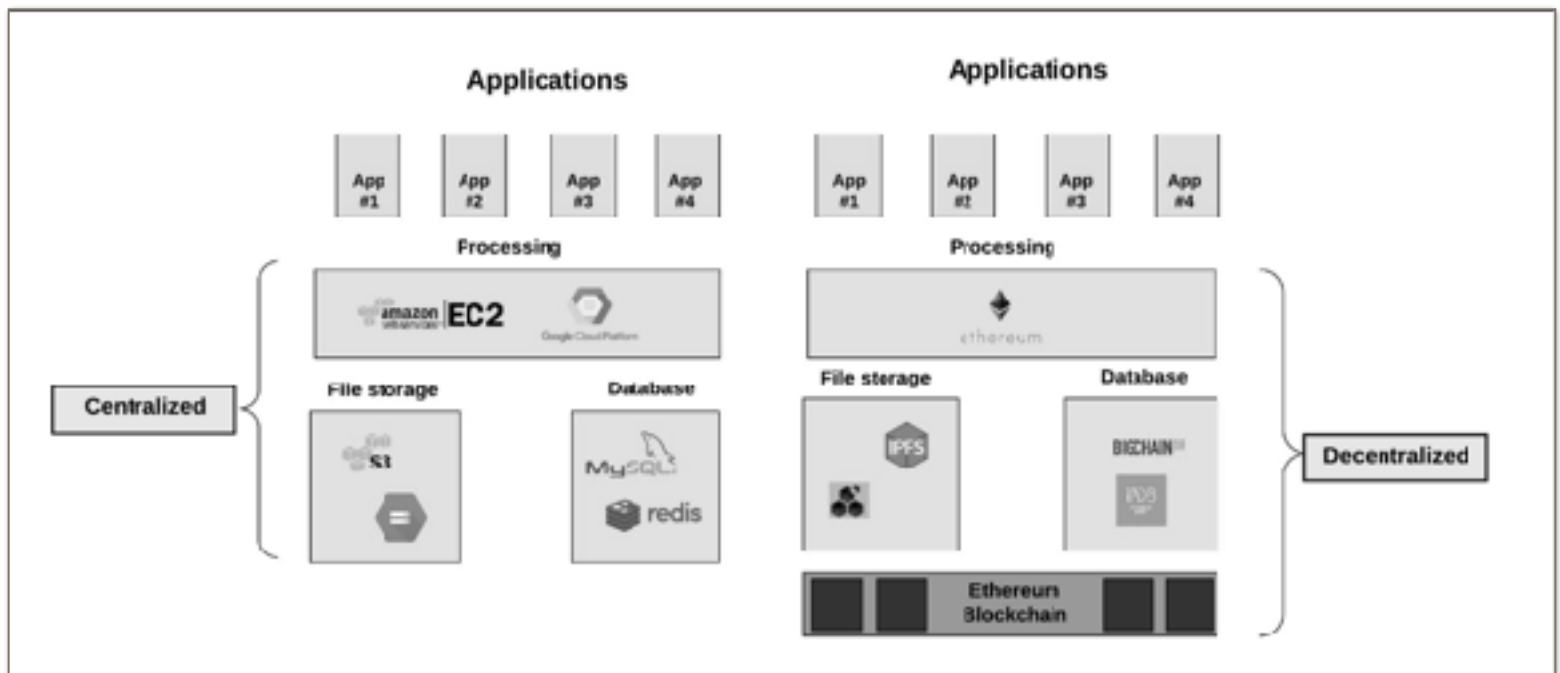 Applications
App
#1
App
#2
App
#3
App
#4
Processing
amazon
EC2
Google Cloud Platform
File storage
S3
Database
MySQL
redis
Centralized
Applications
App
#1
App
#2
App
#3
App
#4
Processing
ethereum
File storage
IPFS
Database
BIGCHAIN
Ethereum
Blockchain
Decentralized